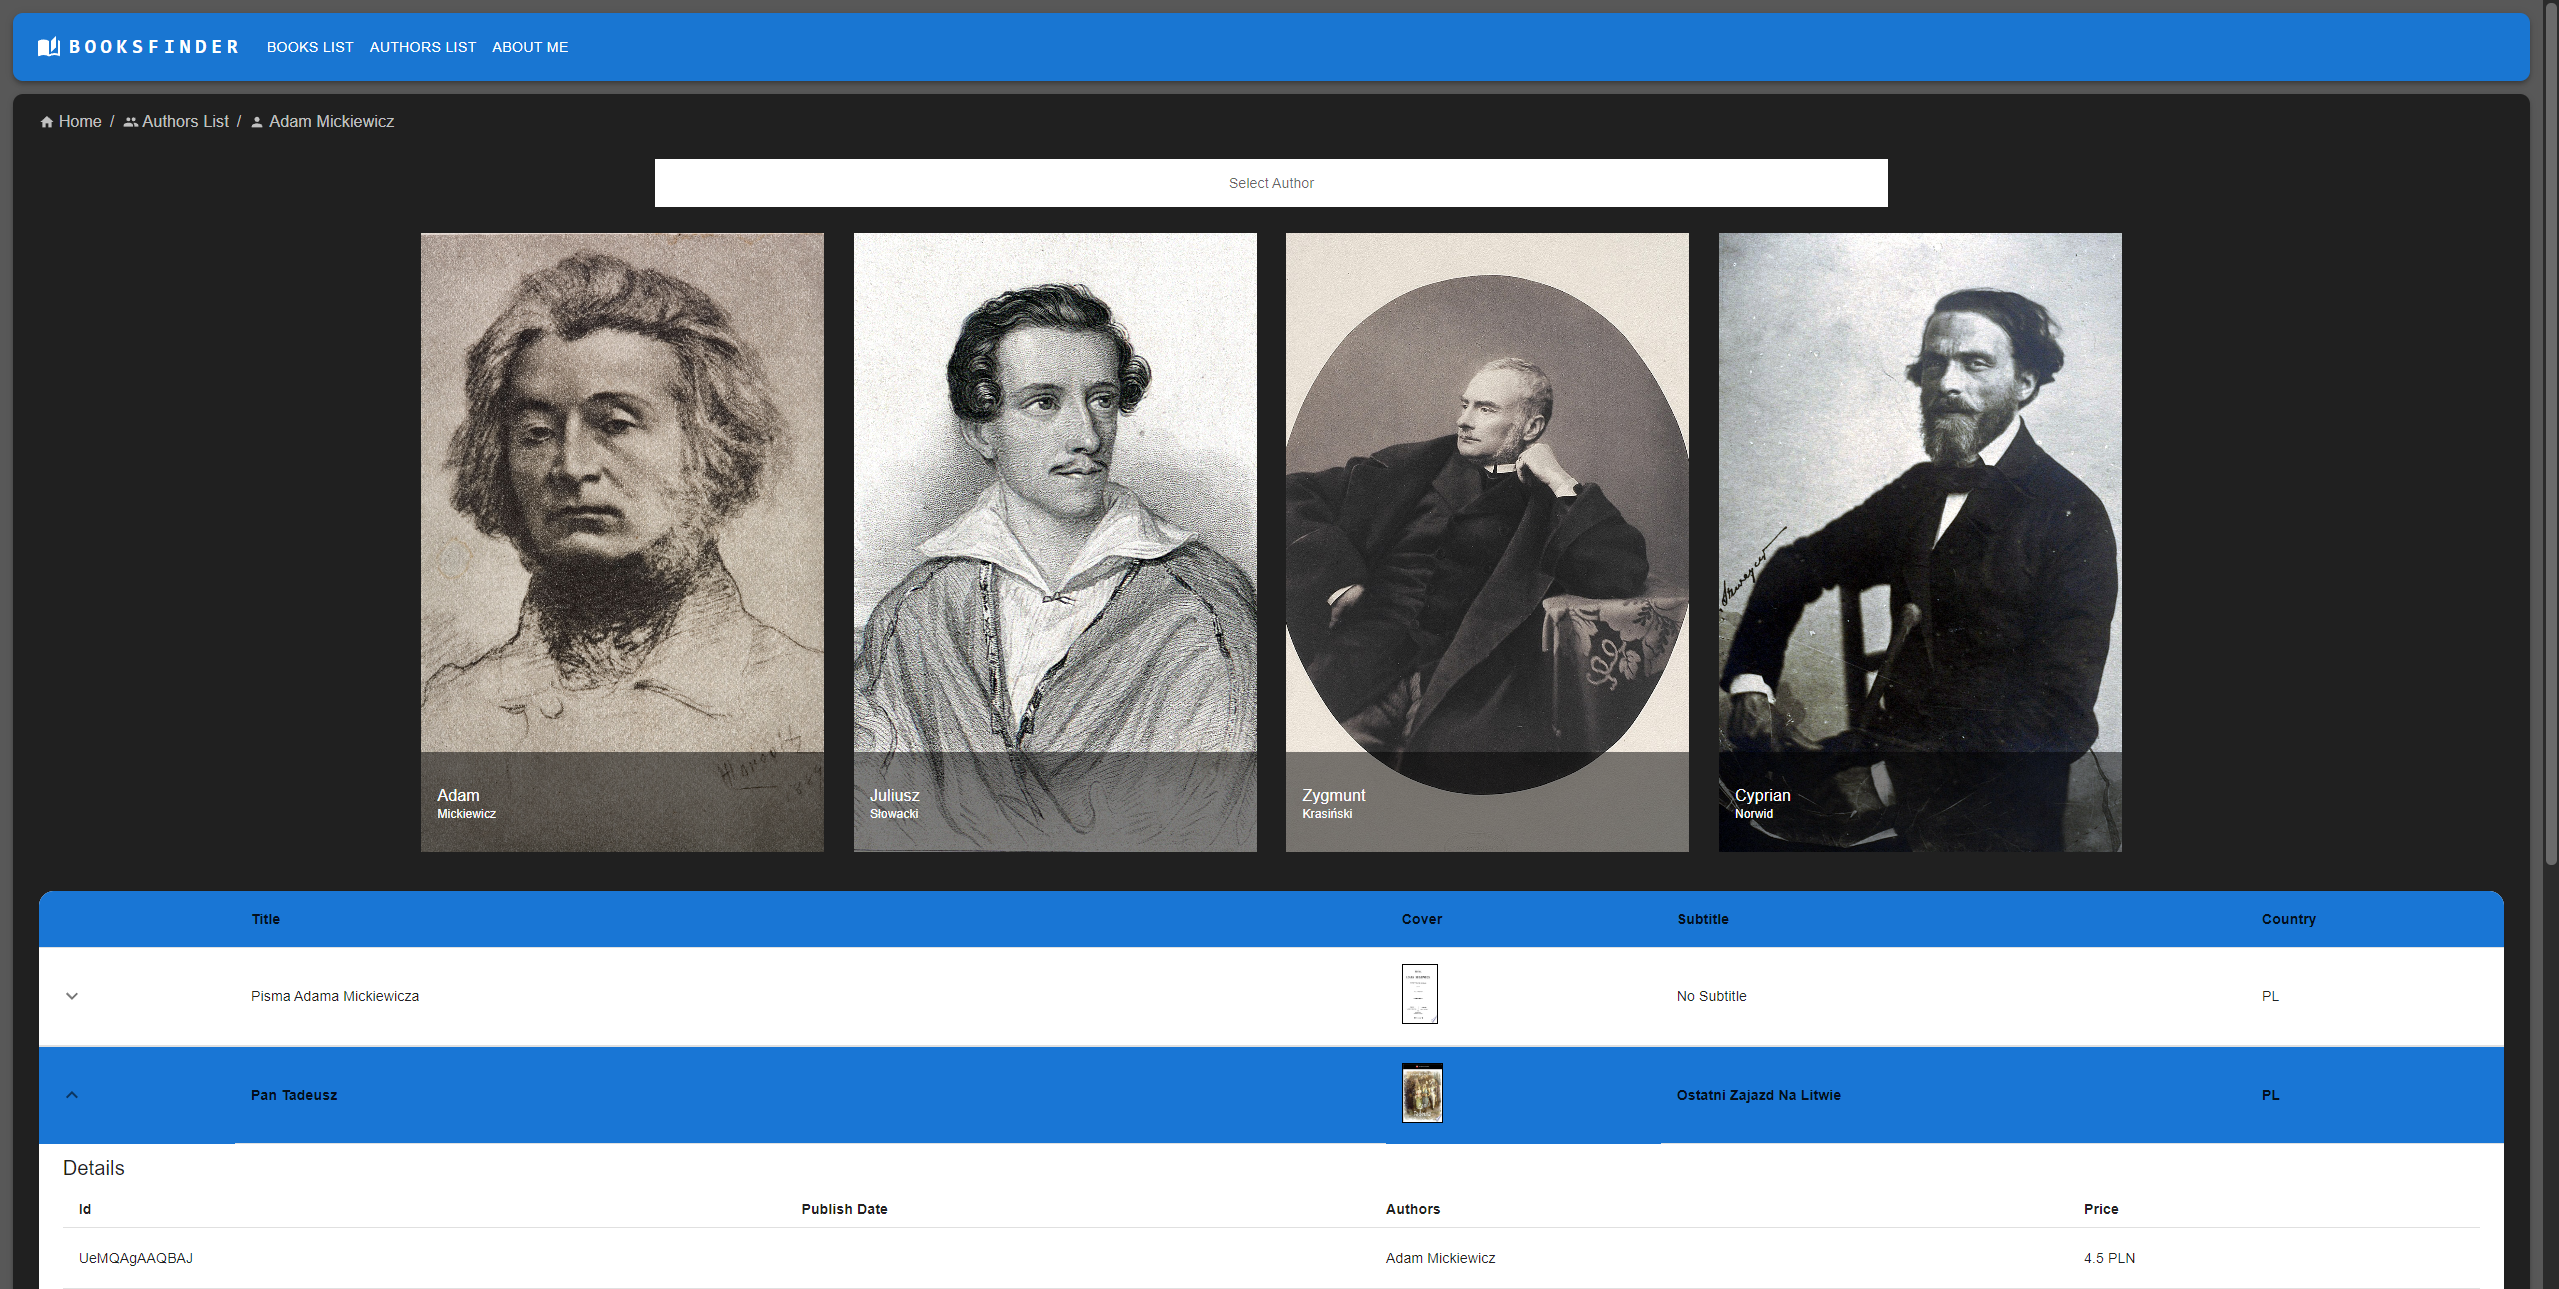 BOOKSFINDER BOOKS LIST AUTHORS LIST ABOUT ME
Home / Authors List / Adam Mickiewicz
Select Author
Adam
Mickiewicz
Juliusz
Słowacki
Zygmunt
Krasiński
Cyprian
Norwid
Title Cover Subtitle Country
Pisma Adama Mickiewicza No Subtitle PL
Pan Tadeusz Ostatni Zajazd Na Litwie PL
Details
Id Publish Date Authors Price
UeMQAgAAQBAJ Adam Mickiewicz 4.5 PLN